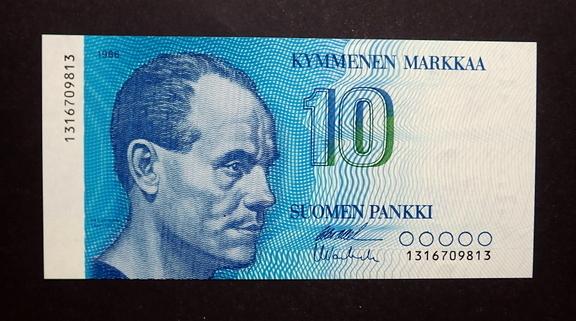 1316709813
1986
KYMMENEN MARKKAA
10
SUOMEN PANKKI
1316709813